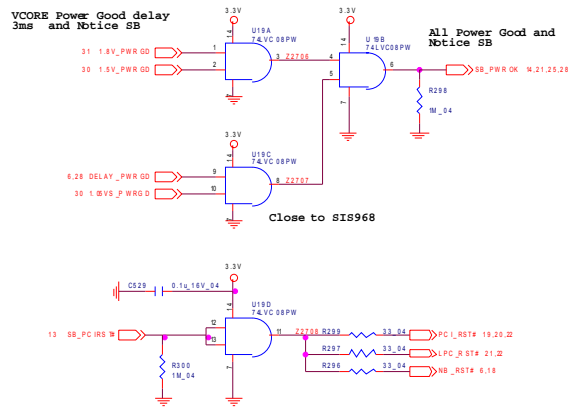 VCORE Power Good delay
3ms and Notice SB
3.3V
14
U19A
74LVC08PW
31 1.8V_PWRGD
1
30 1.5V_PWRGD
2
3
Z2706
7
3.3V
14
U19B
74LVC08PW
4
5
6
7
All Power Good and
Notice SB
SB_PWROK 14,21,25,28
R298
1M_04
3.3V
14
U19C
74LVC08PW
6,28 DELAY_PWRGD
9
30 1.05VS_PWRGD
10
8
Z2707
7
Close to SIS968
3.3V
C529
0.1u_16V_04
14
U19D
74LVC08PW
13 SB_PCIRST#
12
13
11
Z2708
7
R300
1M_04
R299
33_04
PCI_RST# 19,20,22
R297
33_04
LPC_RST# 21,22
R296
33_04
NB_RST# 6,18